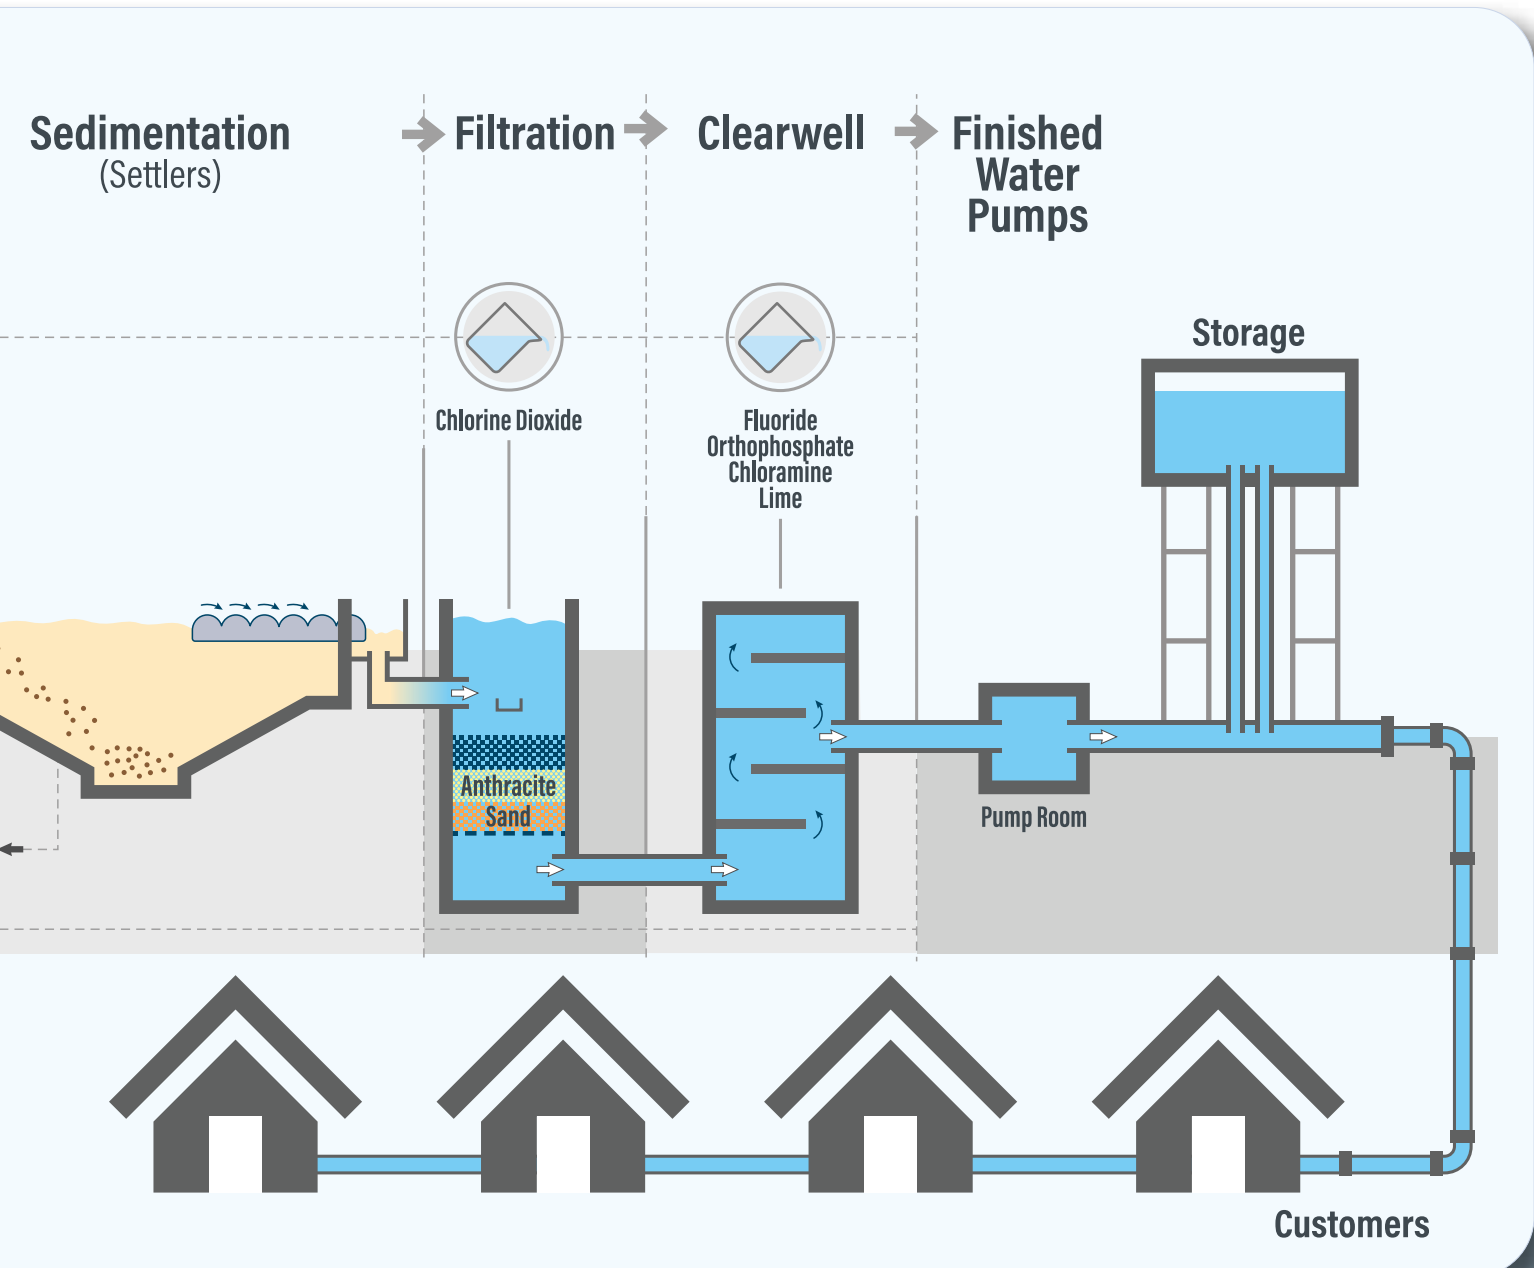 Sedimentation
(Settlers)
Filtration
Clearwell
Finished
Water
Pumps
Storage
Chlorine Dioxide
Fluoride
Orthophosphate
Chloramine
Lime
Anthracite
Sand
Pump Room
Customers